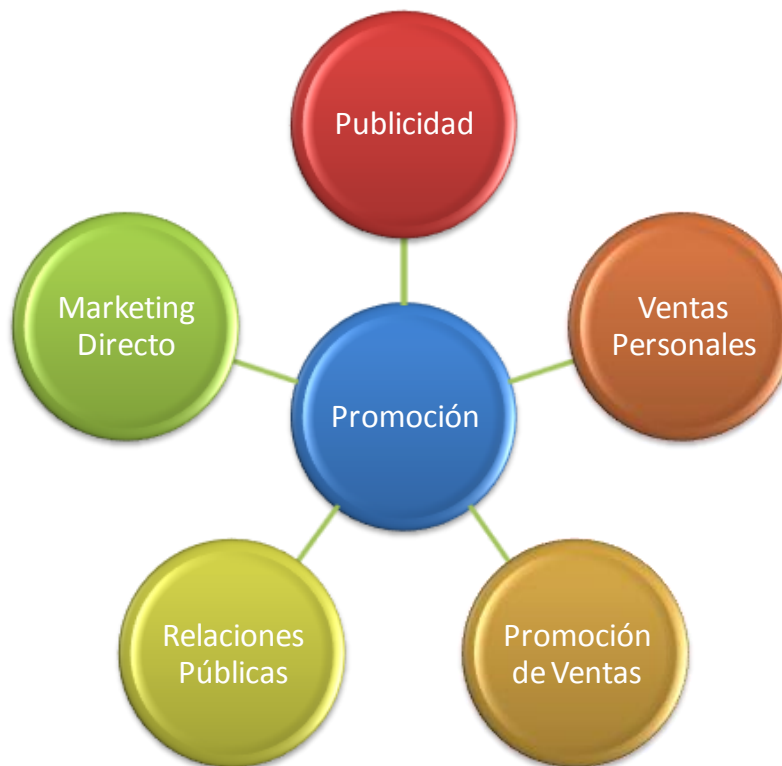 Publicidad
Ventas
Personales
Promoción
de Ventas
Relaciones
Públicas
Marketing
Directo
Promoción